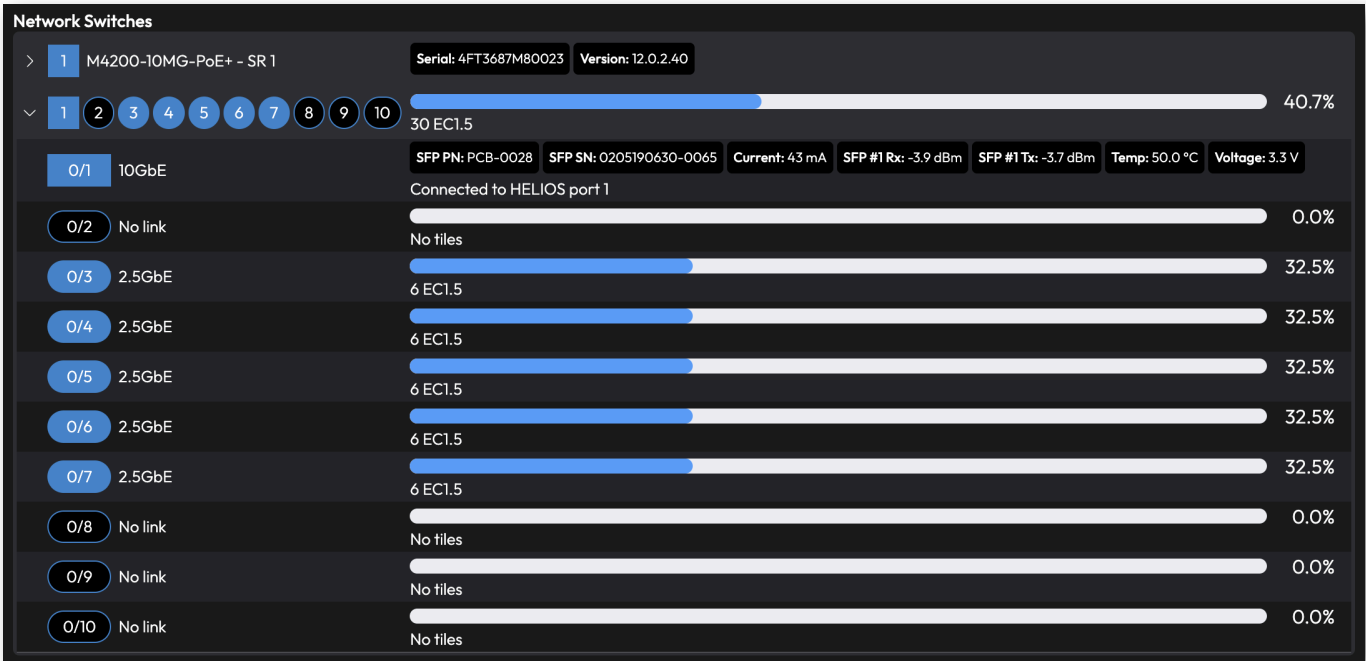 Network Switches
1 M4200-10MG-PoE+ - SR 1 Serial: 4FT3687M80023 Version: 12.0.2.40
1 2 3 4 5 6 7 8 9 10 40.7%
30 EC1.5
0/1 10GbE SFP PN: PCB-0028 SFP SN: 0205190630-0065 Current: 43 mA SFP #1 Rx: -3.9 dBm SFP #1 Tx: -3.7 dBm Temp: 50.0 °C Voltage: 3.3 V
Connected to HELIOS port 1
0/2 No link 0.0%
No tiles
0/3 2.5GbE 32.5%
6 EC1.5
0/4 2.5GbE 32.5%
6 EC1.5
0/5 2.5GbE 32.5%
6 EC1.5
0/6 2.5GbE 32.5%
6 EC1.5
0/7 2.5GbE 32.5%
6 EC1.5
0/8 No link 0.0%
No tiles
0/9 No link 0.0%
No tiles
0/10 No link 0.0%
No tiles